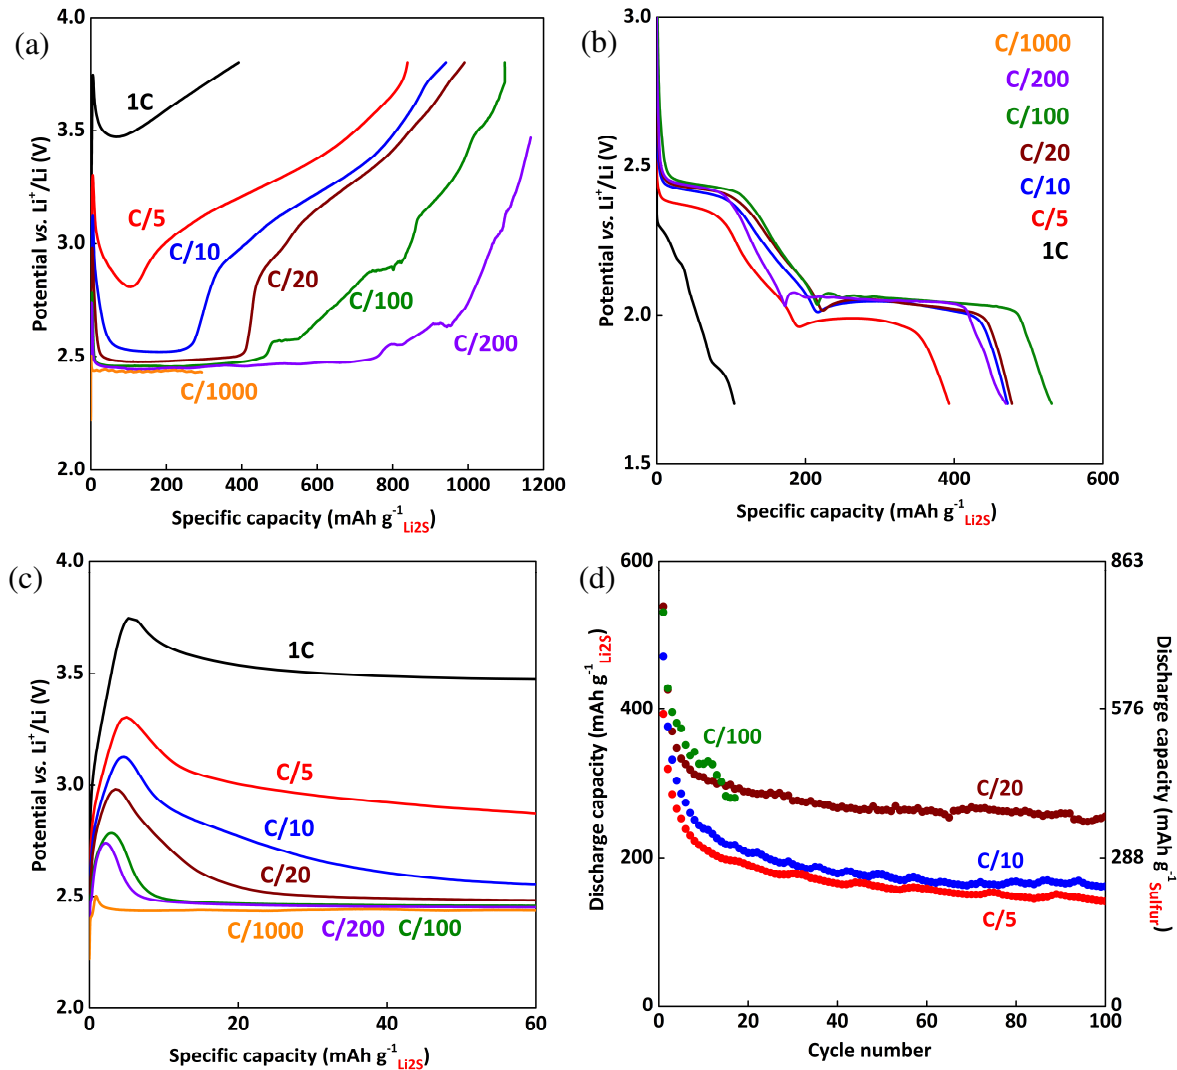 (a)
4.0
3.5
3.0
2.5
2.0
Potential vs. Li⁺/Li (V)
1C
C/5
C/10
C/20
C/100
C/200
C/1000
0 200 400 600 800 1000 1200
Specific capacity (mAh g⁻¹ Li2S)
(b)
3.0
2.5
2.0
1.5
Potential vs. Li⁺/Li (V)
C/1000
C/200
C/100
C/20
C/10
C/5
1C
0 200 400 600
Specific capacity (mAh g⁻¹ Li2S)
(c)
4.0
3.5
3.0
2.5
2.0
Potential vs. Li⁺/Li (V)
1C
C/5
C/10
C/20
C/1000 C/200 C/100
0 20 40 60
Specific capacity (mAh g⁻¹ Li2S)
(d)
600
400
200
0
Discharge capacity (mAh g⁻¹ Li2S)
C/100
C/20
C/10
C/5
863
576
288
0
Discharge capacity (mAh g⁻¹ Sulfur)
0 20 40 60 80 100
Cycle number